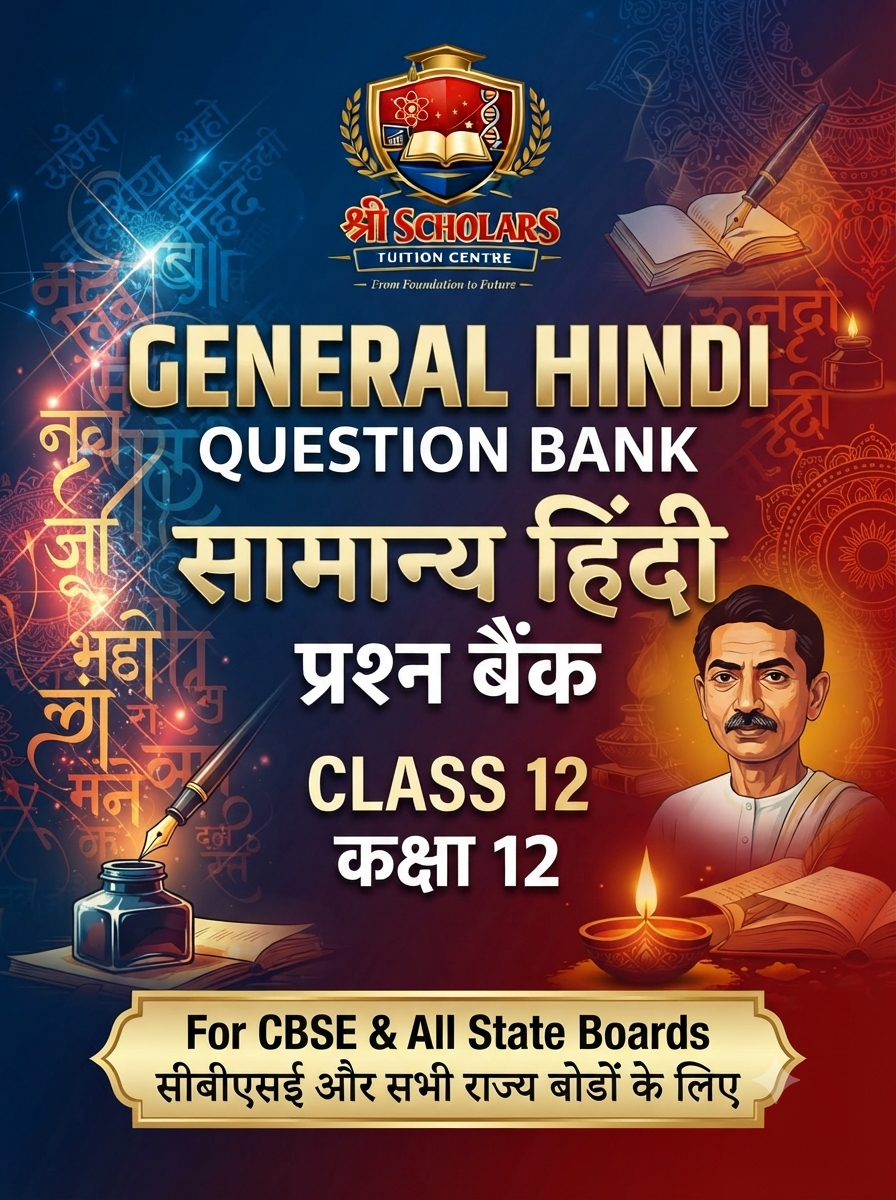 श्री SCHOLARS
TUITION CENTRE
From Foundation to Future
GENERAL HINDI
QUESTION BANK
सामान्य हिंदी
प्रश्न बैंक
CLASS 12
कक्षा 12
For CBSE & All State Boards
सीबीएसई और सभी राज्य बोर्डों के लिए